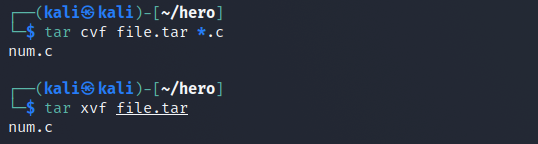 ┌──(kali㉿kali)-[~/hero]
└─$ tar cvf file.tar *.c
num.c
┌──(kali㉿kali)-[~/hero]
└─$ tar xvf file.tar
num.c